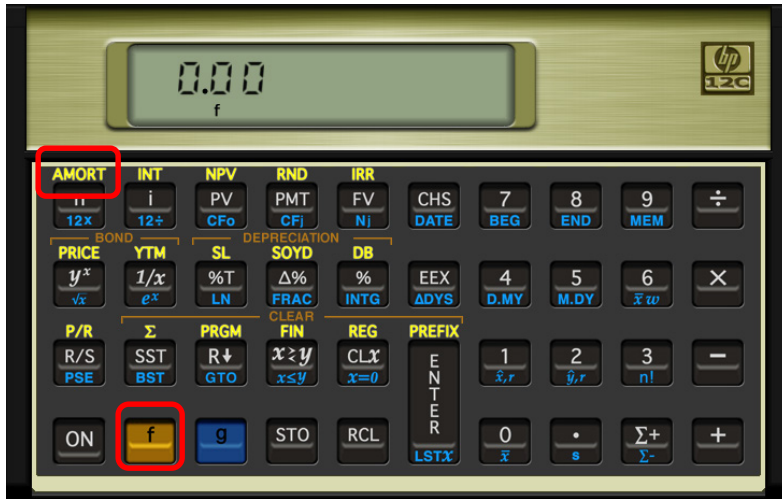 hp
0.00
12C
f
AMORT INT NPV RND IRR
n i PV PMT FV CHS 7 8 9 ÷
12x 12÷ CFo CFj Nj DATE BEG END MEM
BOND DEPRECIATION
PRICE YTM SL SOYD DB
yˣ 1/x %T Δ% % EEX 4 5 6 ×
√x eˣ LN FRAC INTG ΔDYS D.MY M.DY x̄w
CLEAR
P/R Σ PRGM FIN REG PREFIX
R/S SST R↓ x≷y CLx ENTER 1 2 3 −
PSE BST GTO x≤y x=0 x̂,r ŷ,r n!
ON f g STO RCL 0 . Σ+ +
LSTx x̄ s Σ-